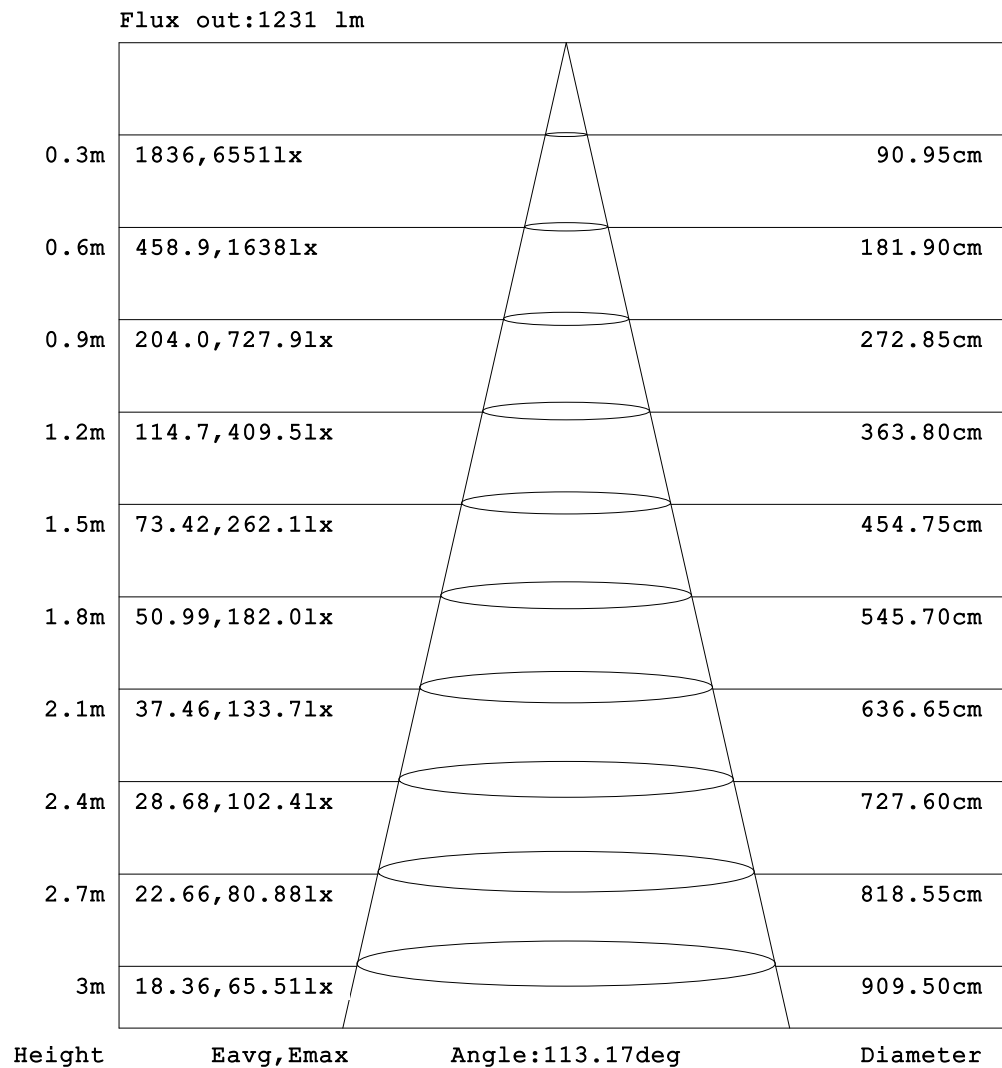 Flux out:1231 lm
0.3m 1836,6551lx 90.95cm
0.6m 458.9,1638lx 181.90cm
0.9m 204.0,727.9lx 272.85cm
1.2m 114.7,409.5lx 363.80cm
1.5m 73.42,262.1lx 454.75cm
1.8m 50.99,182.0lx 545.70cm
2.1m 37.46,133.7lx 636.65cm
2.4m 28.68,102.4lx 727.60cm
2.7m 22.66,80.88lx 818.55cm
3m 18.36,65.51lx 909.50cm
Height Eavg,Emax Angle:113.17deg Diameter